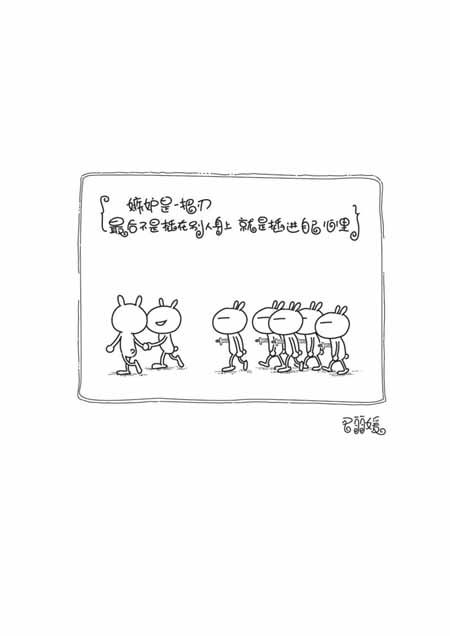 嫉妒是一把刀
最后不是插在别人身上 就是插进自己心里